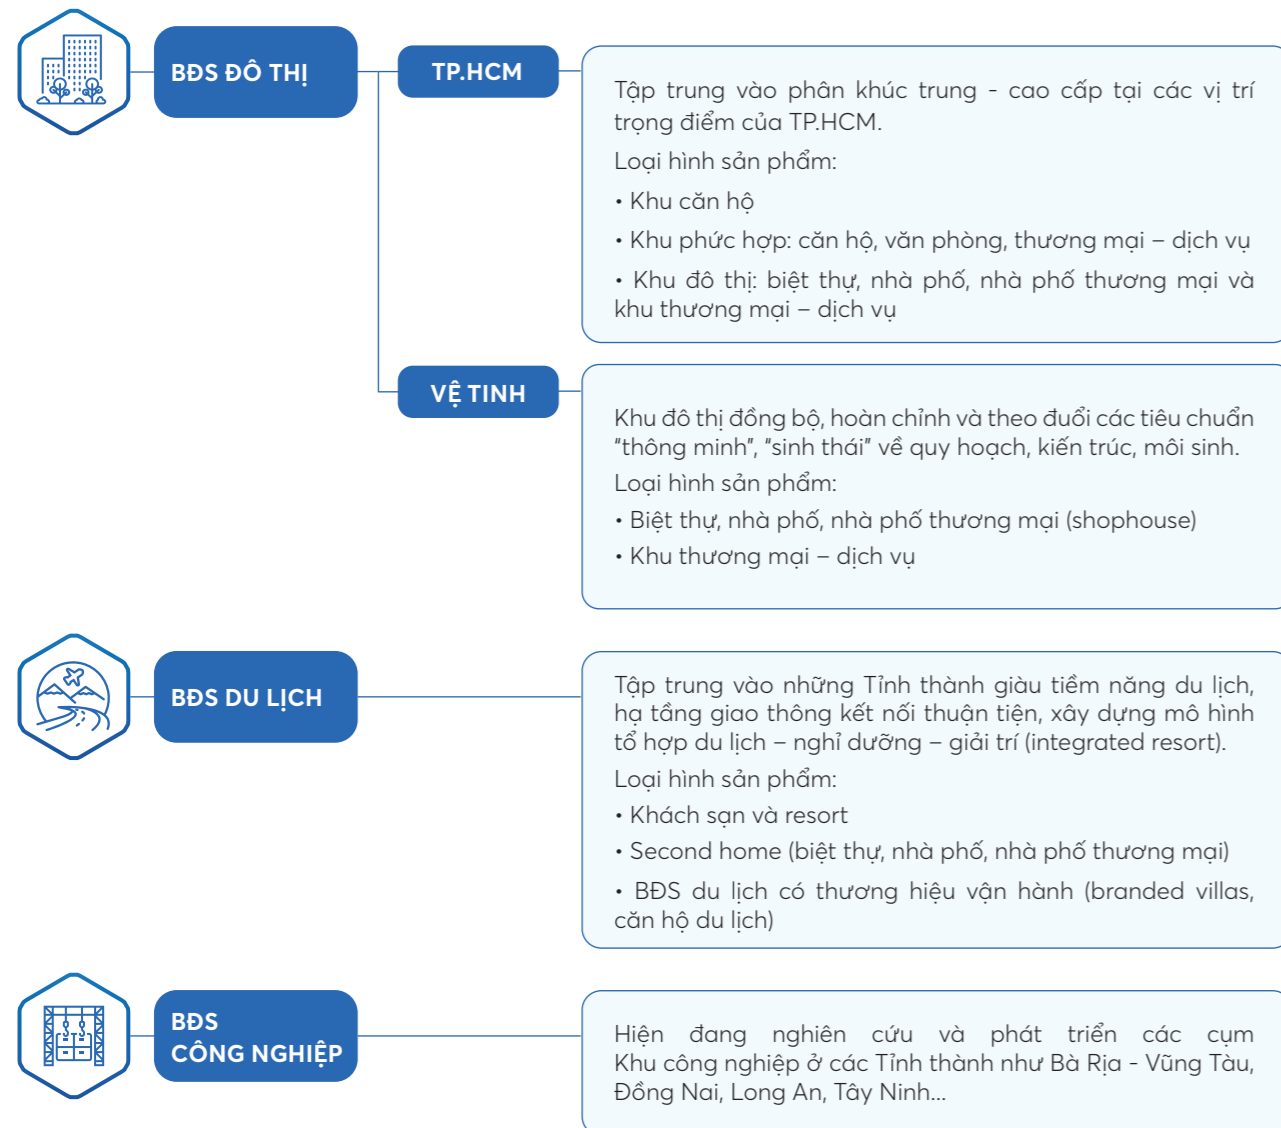 BĐS ĐÔ THỊ
TP.HCM
Tập trung vào phân khúc trung - cao cấp tại các vị trí
trọng điểm của TP.HCM.
Loại hình sản phẩm:
• Khu căn hộ
• Khu phức hợp: căn hộ, văn phòng, thương mại – dịch vụ
• Khu đô thị: biệt thự, nhà phố, nhà phố thương mại và
khu thương mại – dịch vụ
VỆ TINH
Khu đô thị đồng bộ, hoàn chỉnh và theo đuổi các tiêu chuẩn
"thông minh", "sinh thái" về quy hoạch, kiến trúc, môi sinh.
Loại hình sản phẩm:
• Biệt thự, nhà phố, nhà phố thương mại (shophouse)
• Khu thương mại – dịch vụ
BĐS DU LỊCH
Tập trung vào những Tỉnh thành giàu tiềm năng du lịch,
hạ tầng giao thông kết nối thuận tiện, xây dựng mô hình
tổ hợp du lịch – nghỉ dưỡng – giải trí (integrated resort).
Loại hình sản phẩm:
• Khách sạn và resort
• Second home (biệt thự, nhà phố, nhà phố thương mại)
• BĐS du lịch có thương hiệu vận hành (branded villas,
căn hộ du lịch)
BĐS
CÔNG NGHIỆP
Hiện đang nghiên cứu và phát triển các cụm
Khu công nghiệp ở các Tỉnh thành như Bà Rịa - Vũng Tàu,
Đồng Nai, Long An, Tây Ninh...